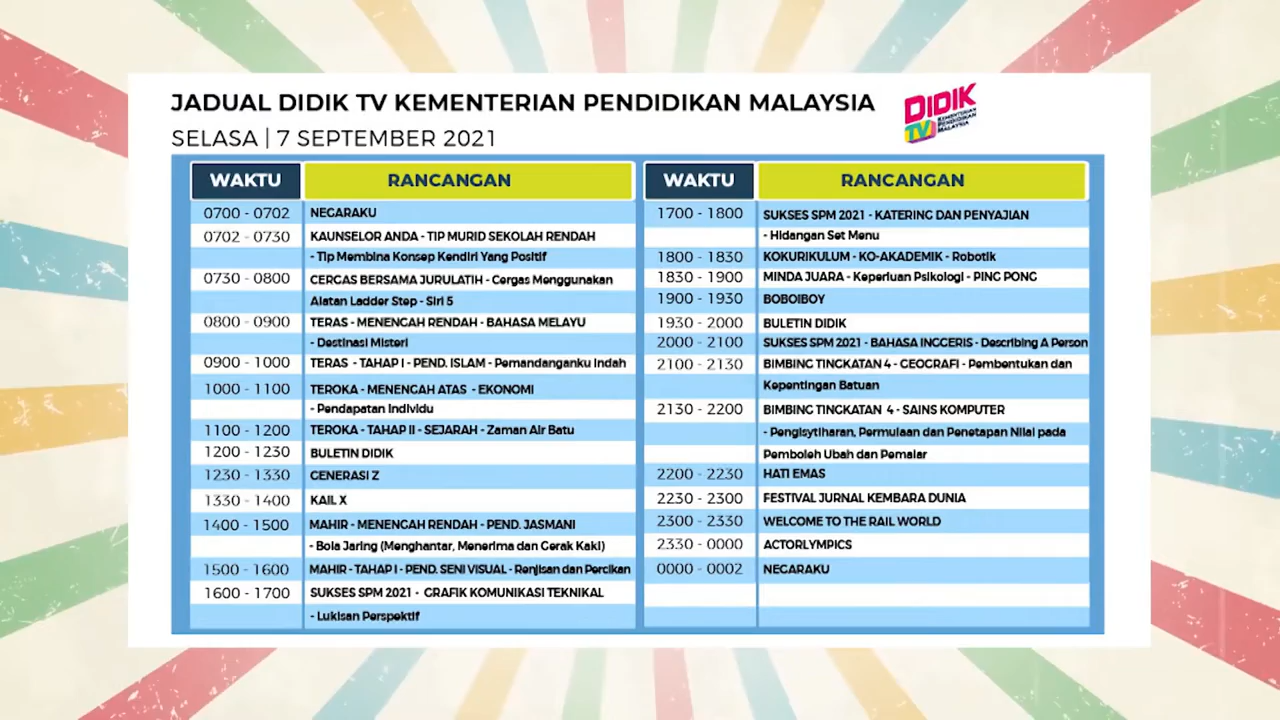 JADUAL DIDIK TV KEMENTERIAN PENDIDIKAN MALAYSIA
SELASA | 7 SEPTEMBER 2021
DIDIK
TV KEMENTERIAN
PENDIDIKAN
MALAYSIA
WAKTU RANCANGAN
0700 - 0702 NEGARAKU
0702 - 0730 KAUNSELOR ANDA - TIP MURID SEKOLAH RENDAH
- Tip Membina Konsep Kendiri Yang Positif
0730 - 0800 CERGAS BERSAMA JURULATIH - Cergas Menggunakan
Alatan Ladder Step - Siri 5
0800 - 0900 TERAS - MENENGAH RENDAH - BAHASA MELAYU
- Destinasi Misteri
0900 - 1000 TERAS - TAHAP I - PEND. ISLAM - Pemandanganku Indah
1000 - 1100 TEROKA - MENENGAH ATAS - EKONOMI
- Pendapatan Individu
1100 - 1200 TEROKA - TAHAP II - SEJARAH - Zaman Air Batu
1200 - 1230 BULETIN DIDIK
1230 - 1330 GENERASI Z
1330 - 1400 KAIL X
1400 - 1500 MAHIR - MENENGAH RENDAH - PEND. JASMANI
- Bola Jaring (Menghantar, Menerima dan Gerak Kaki)
1500 - 1600 MAHIR - TAHAP I - PEND. SENI VISUAL - Renjisan dan Percikan
1600 - 1700 SUKSES SPM 2021 - GRAFIK KOMUNIKASI TEKNIKAL
- Lukisan Perspektif
WAKTU RANCANGAN
1700 - 1800 SUKSES SPM 2021 - KATERING DAN PENYAJIAN
- Hidangan Set Menu
1800 - 1830 KOKURIKULUM - KO-AKADEMIK - Robotik
1830 - 1900 MINDA JUARA - Keperluan Psikologi - PING PONG
1900 - 1930 BOBOIBOY
1930 - 2000 BULETIN DIDIK
2000 - 2100 SUKSES SPM 2021 - BAHASA INGGERIS - Describing A Person
2100 - 2130 BIMBING TINGKATAN 4 - GEOGRAFI - Pembentukan dan
Kepentingan Batuan
2130 - 2200 BIMBING TINGKATAN 4 - SAINS KOMPUTER
- Pengisytiharan, Permulaan dan Penetapan Nilai pada
Pemboleh Ubah dan Pemalar
2200 - 2230 HATI EMAS
2230 - 2300 FESTIVAL JURNAL KEMBARA DUNIA
2300 - 2330 WELCOME TO THE RAIL WORLD
2330 - 0000 ACTORLYMPICS
0000 - 0002 NEGARAKU